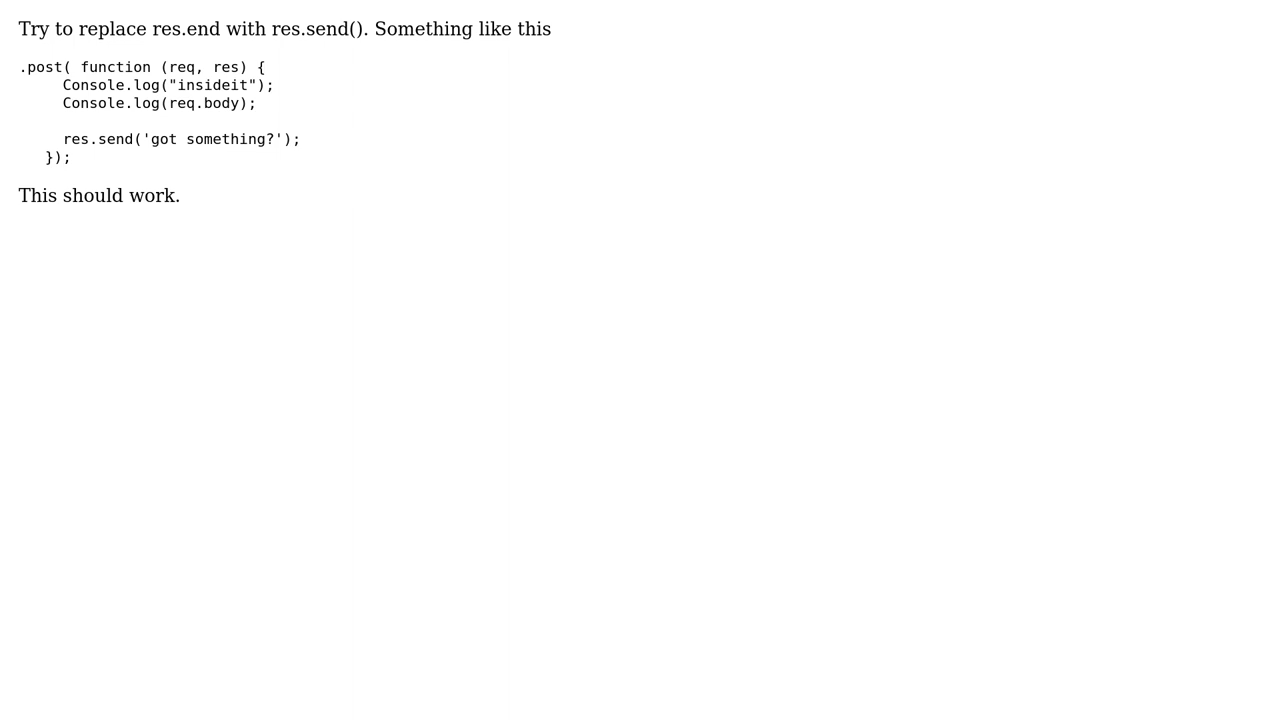 Try to replace res.end with res.send(). Something like this
.post( function (req, res) {
     Console.log("insideit");
     Console.log(req.body);

     res.send('got something?');
   });
This should work.